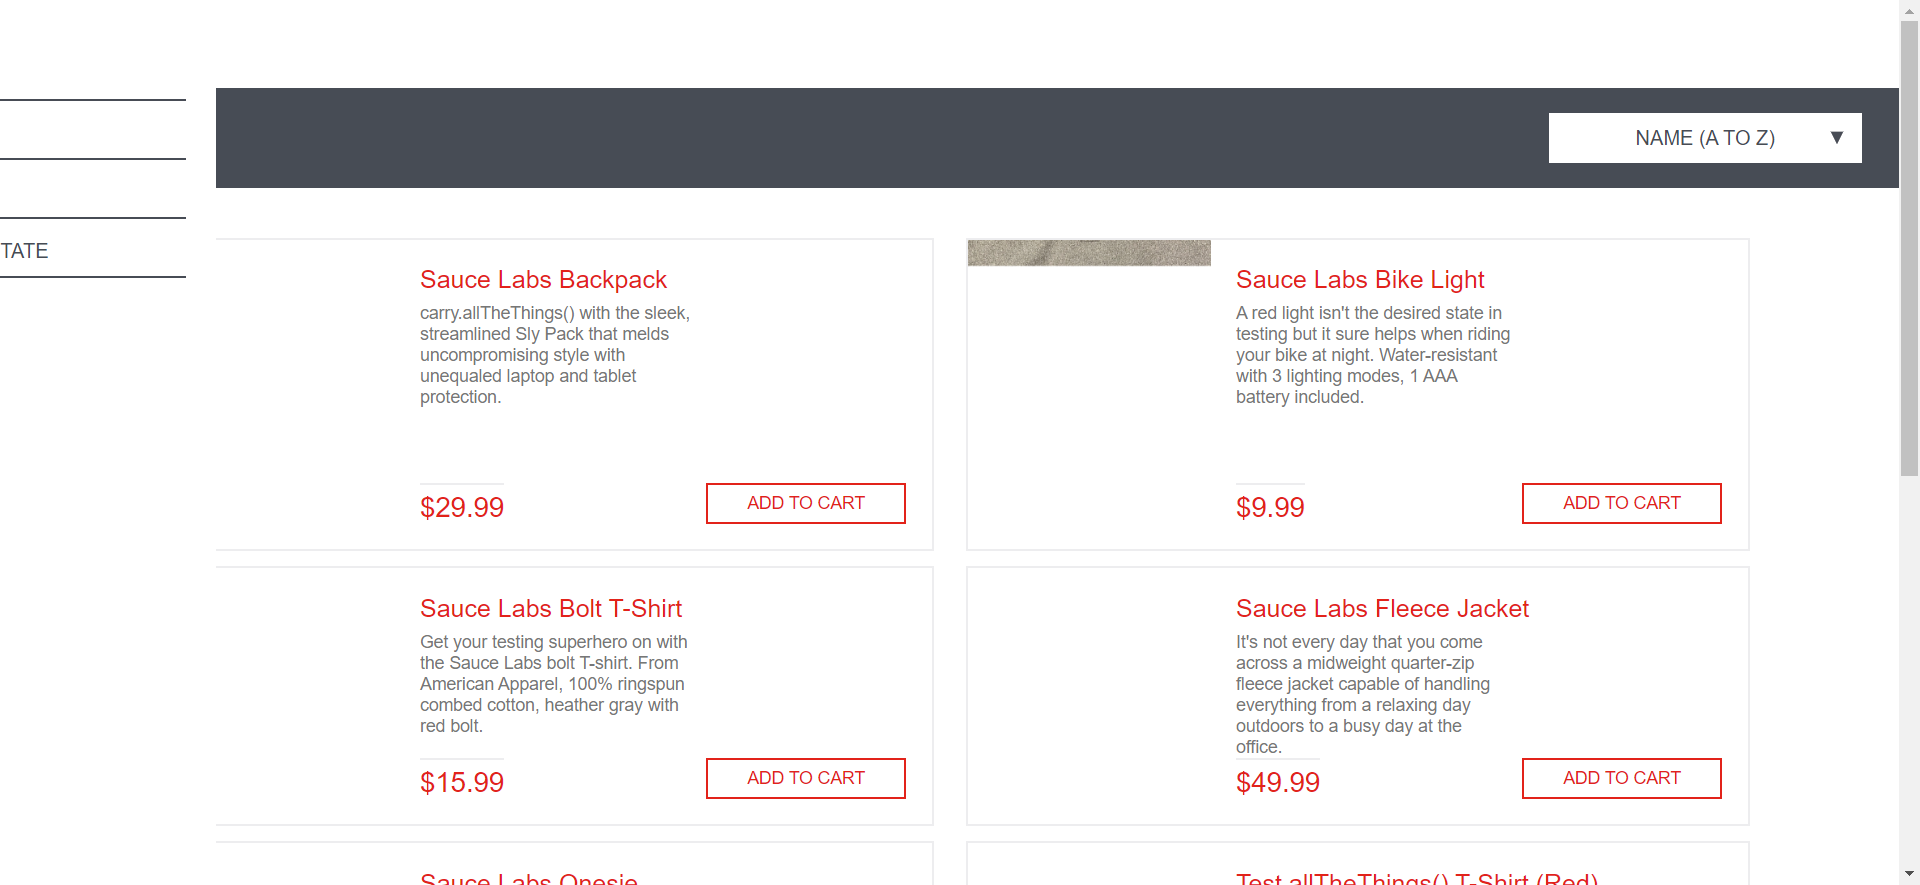 NAME (A TO Z) ▼
TATE
Sauce Labs Backpack
carry.allTheThings() with the sleek,
streamlined Sly Pack that melds
uncompromising style with
unequaled laptop and tablet
protection.
$29.99
ADD TO CART
Sauce Labs Bike Light
A red light isn't the desired state in
testing but it sure helps when riding
your bike at night. Water-resistant
with 3 lighting modes, 1 AAA
battery included.
$9.99
ADD TO CART
Sauce Labs Bolt T-Shirt
Get your testing superhero on with
the Sauce Labs bolt T-shirt. From
American Apparel, 100% ringspun
combed cotton, heather gray with
red bolt.
$15.99
ADD TO CART
Sauce Labs Fleece Jacket
It's not every day that you come
across a midweight quarter-zip
fleece jacket capable of handling
everything from a relaxing day
outdoors to a busy day at the
office.
$49.99
ADD TO CART
Sauce Labs Onesie
Test.allTheThings() T-Shirt (Red)